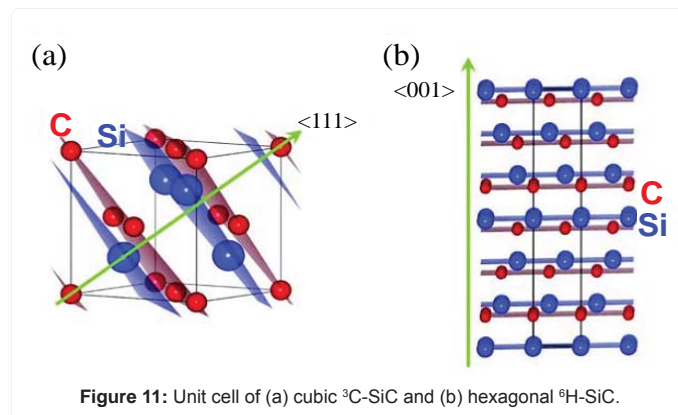 (a)
(b)
C
Si
<111>
<001>
C
Si
Figure 11: Unit cell of (a) cubic ³C-SiC and (b) hexagonal ⁶H-SiC.